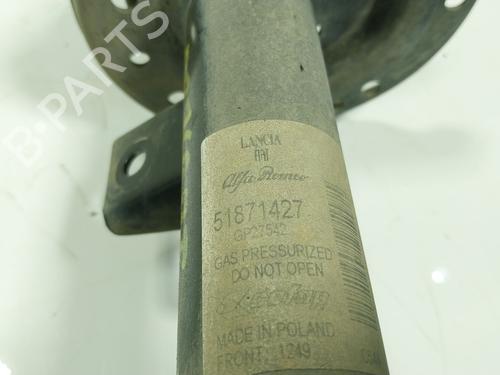 B-PARTS
LANCIA
FIAT
Alfa Romeo
51871427
GP27542
GAS PRESSURIZED
DO NOT OPEN
MADE IN POLAND
FRONT 1249